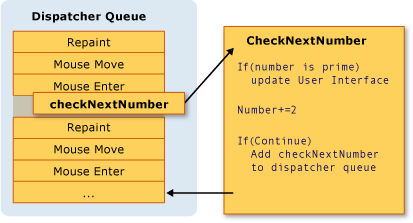 Dispatcher Queue
Repaint
Mouse Move
Mouse Enter
checkNextNumber
Repaint
Mouse Move
Mouse Enter
...
CheckNextNumber
If(number is prime)
update User Interface
Number+=2
If(Continue)
Add checkNextNumber
to dispatcher queue